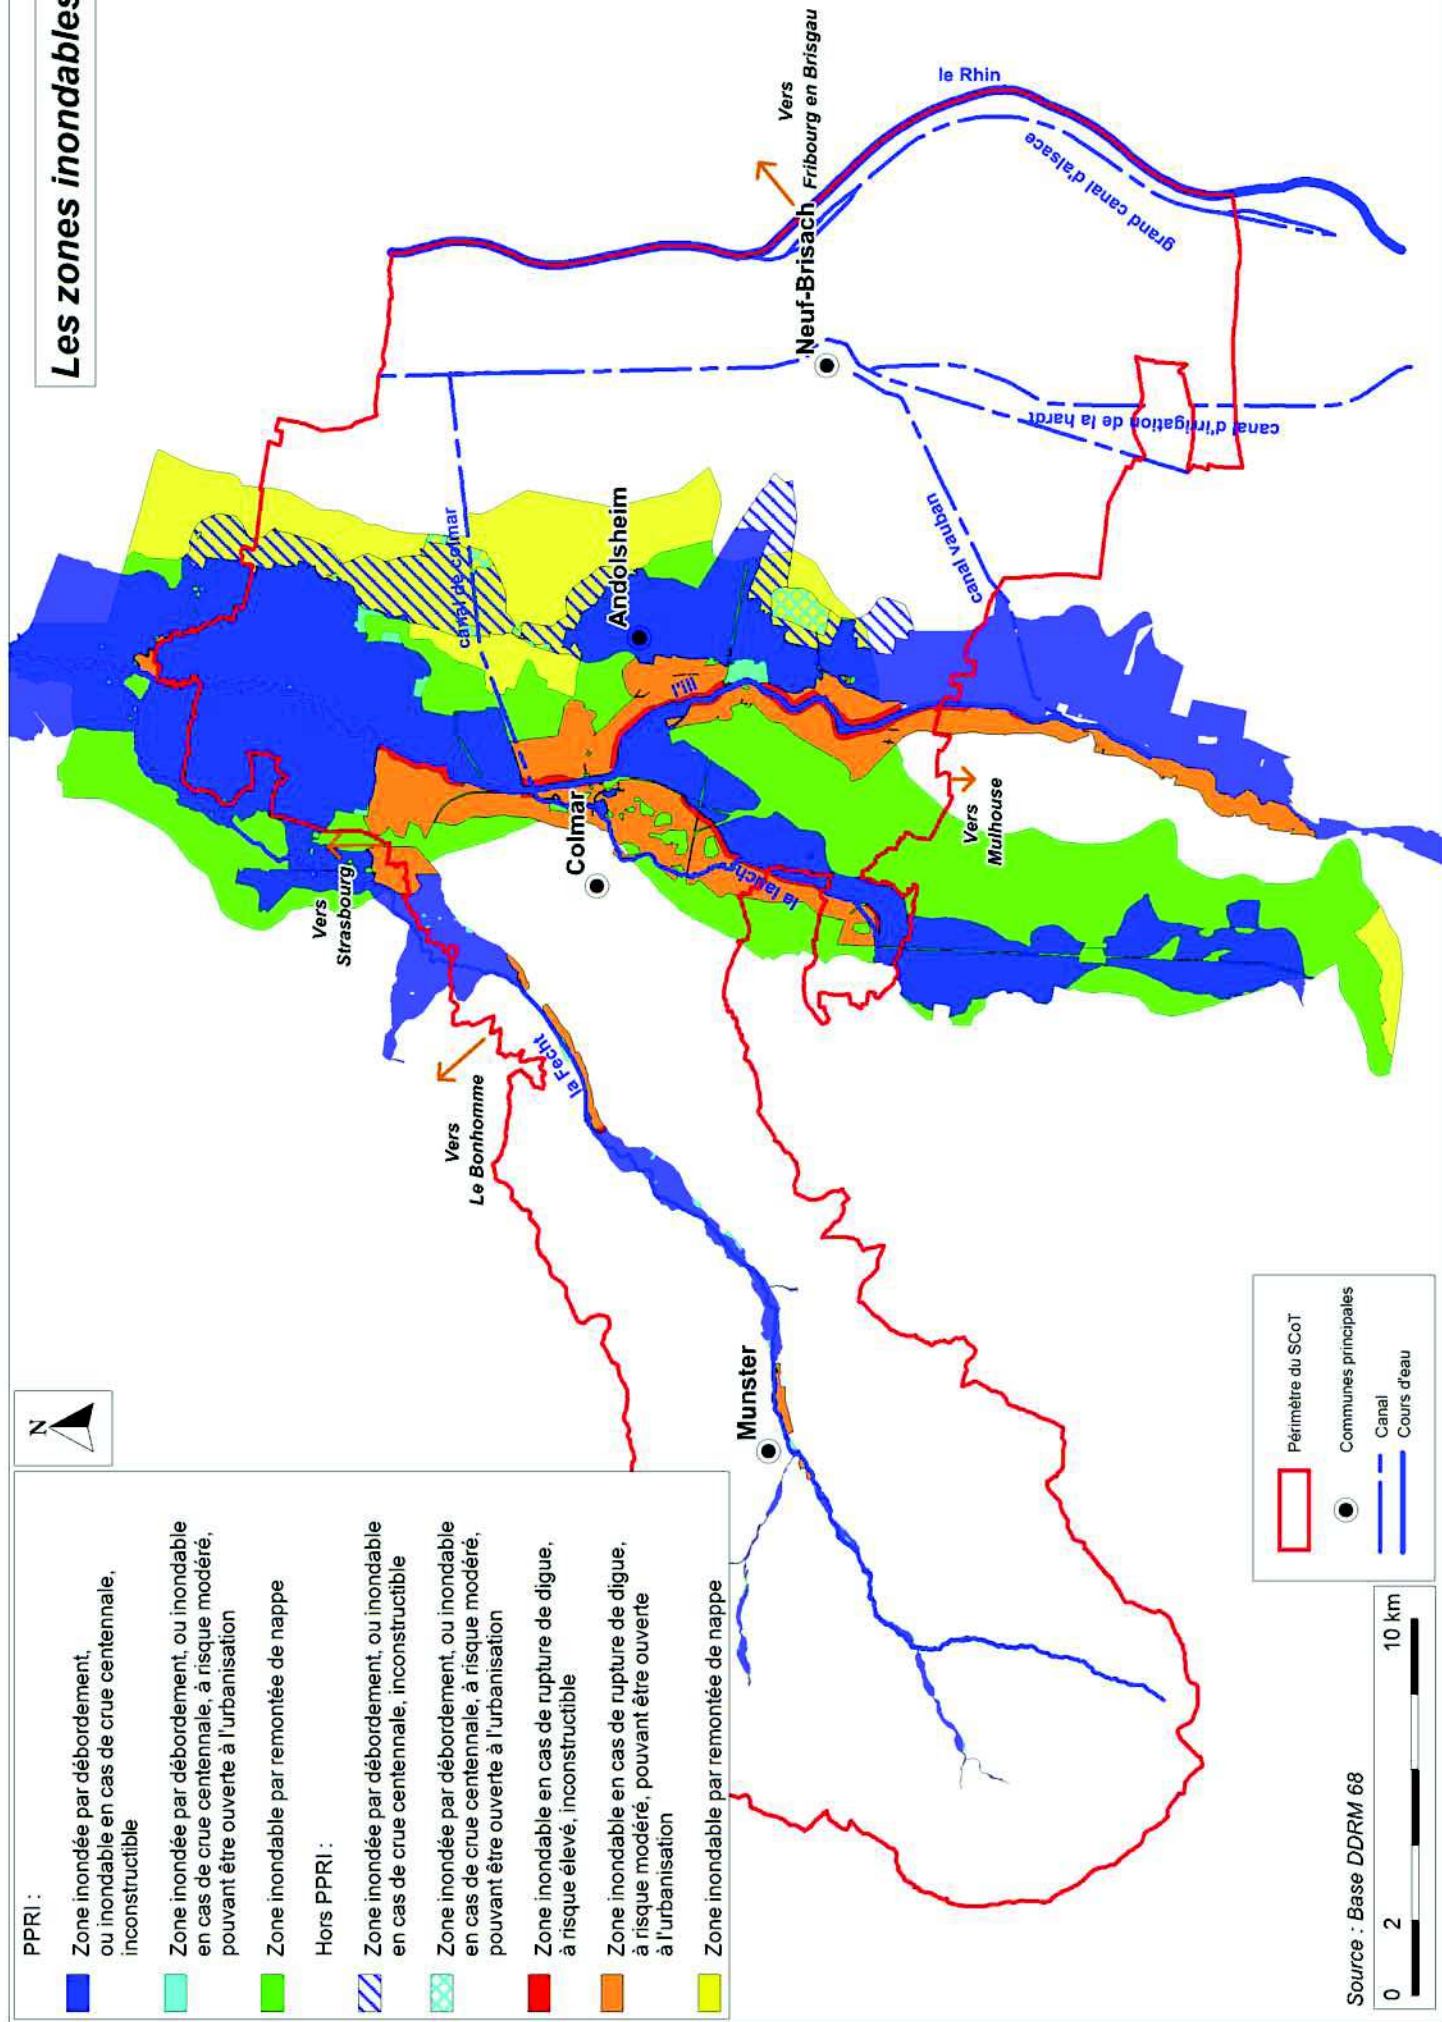 Les zones inondables
N
PPRI :
Zone inondée par débordement,
ou inondable en cas de crue centennale,
inconstructible
Zone inondée par débordement, ou inondable
en cas de crue centennale, à risque modéré,
pouvant être ouverte à l'urbanisation
Zone inondable par remontée de nappe
Hors PPRI :
Zone inondée par débordement, ou inondable
en cas de crue centennale, inconstructible
Zone inondée par débordement, ou inondable
en cas de crue centennale, à risque modéré,
pouvant être ouverte à l'urbanisation
Zone inondable en cas de rupture de digue,
à risque élevé, inconstructible
Zone inondable en cas de rupture de digue,
à risque modéré, pouvant être ouverte
à l'urbanisation
Zone inondable par remontée de nappe
Vers
Strasbourg
Vers
Le Bonhomme
la Fecht
Munster
Colmar
la lauch
l'Ill
canal de colmar
Andolsheim
Vers
Mulhouse
canal vauban
Neuf-Brisach
Vers
Fribourg en Brisgau
le Rhin
grand canal d'alsace
canal d'irrigation de la hardt
Source : Base DDRM 68
0 2 10 km
Périmètre du SCoT
Communes principales
Canal
Cours d'eau